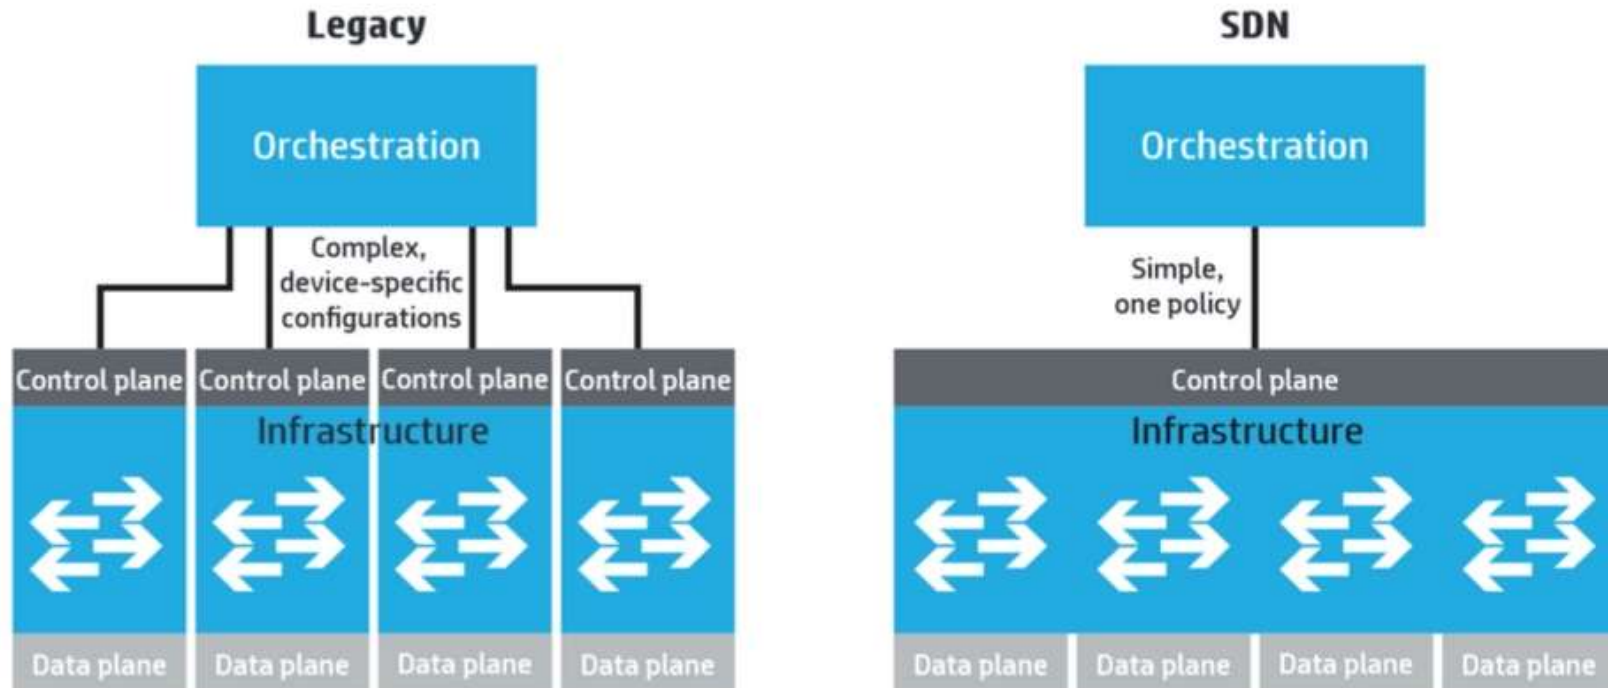 Legacy
Orchestration
Complex,
device-specific
configurations
Control plane
Control plane
Control plane
Control plane
Infrastructure
Data plane
Data plane
Data plane
Data plane
SDN
Orchestration
Simple,
one policy
Control plane
Infrastructure
Data plane
Data plane
Data plane
Data plane